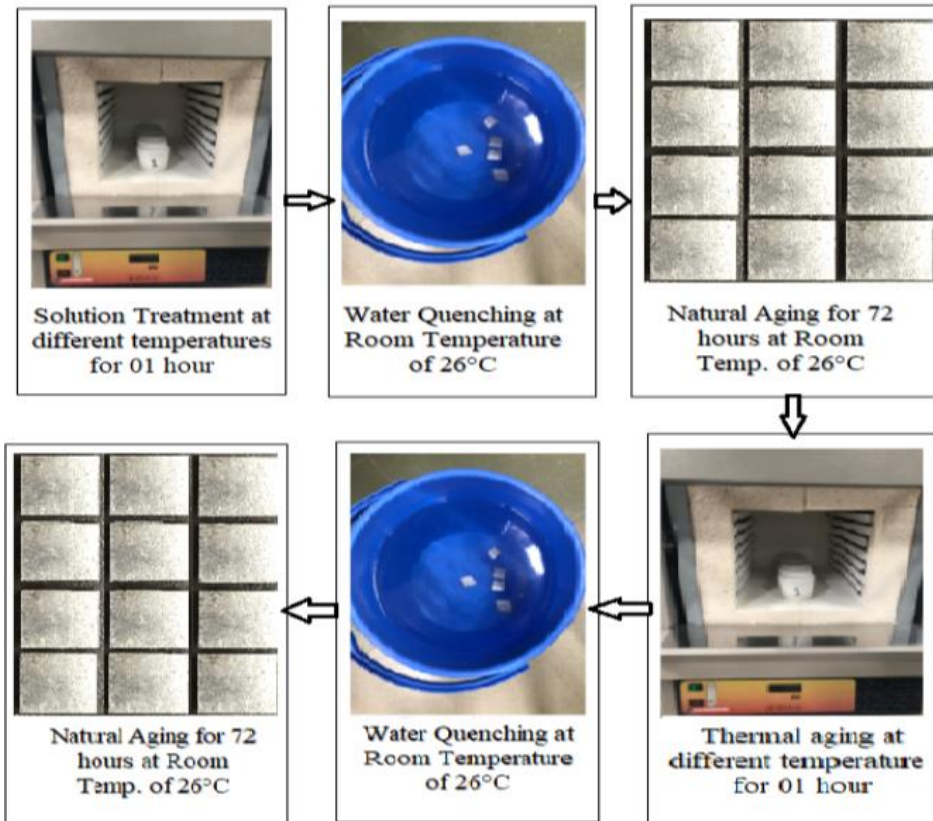 Solution Treatment at
different temperatures
for 01 hour
Water Quenching at
Room Temperature
of 26°C
Natural Aging for 72
hours at Room
Temp. of 26°C
Thermal aging at
different temperature
for 01 hour
Water Quenching at
Room Temperature
of 26°C
Natural Aging for 72
hours at Room
Temp. of 26°C